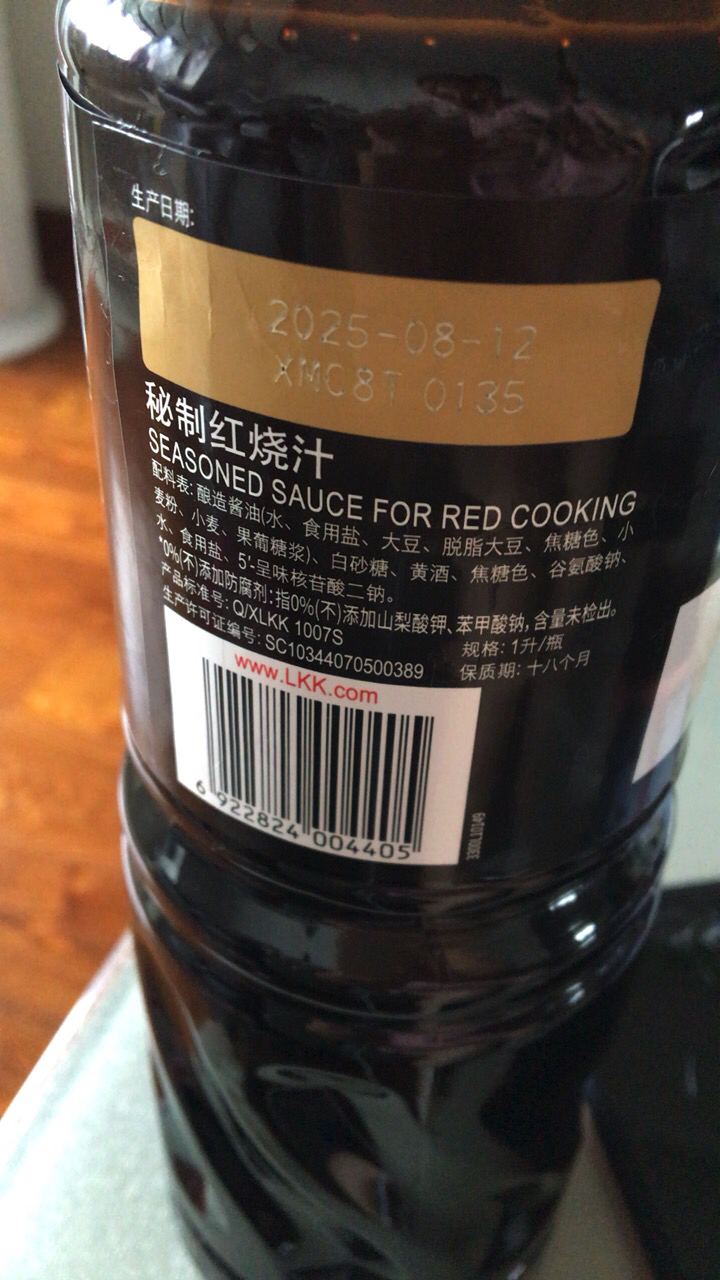 生产日期:
2025-08-12
XMC8T 0135
秘制红烧汁
SEASONED SAUCE FOR RED COOKING
配料表: 酿造酱油(水、食用盐、大豆、脱脂大豆、焦糖色、小
麦粉、小麦、果葡糖浆)、白砂糖、黄酒、焦糖色、谷氨酸钠、
水、食用盐、5'-呈味核苷酸二钠。
*0%(不)添加防腐剂:指0%(不)添加山梨酸钾、苯甲酸钠,含量未检出。
产品标准号: Q/XLKK 1007S
规格: 1升/瓶
生产许可证编号: SC10344070500389
保质期: 十八个月
www.LKK.com
6 922824 004405
3300L10149